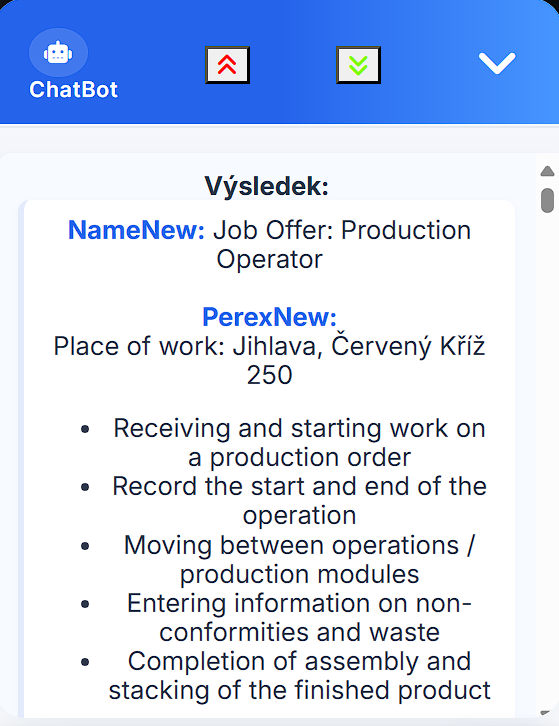 ChatBot
Výsledek:
NameNew: Job Offer: Production
Operator
PerexNew:
Place of work: Jihlava, Červený Kříž
250
• Receiving and starting work on
a production order
• Record the start and end of the
operation
• Moving between operations /
production modules
• Entering information on non-
conformities and waste
• Completion of assembly and
stacking of the finished product